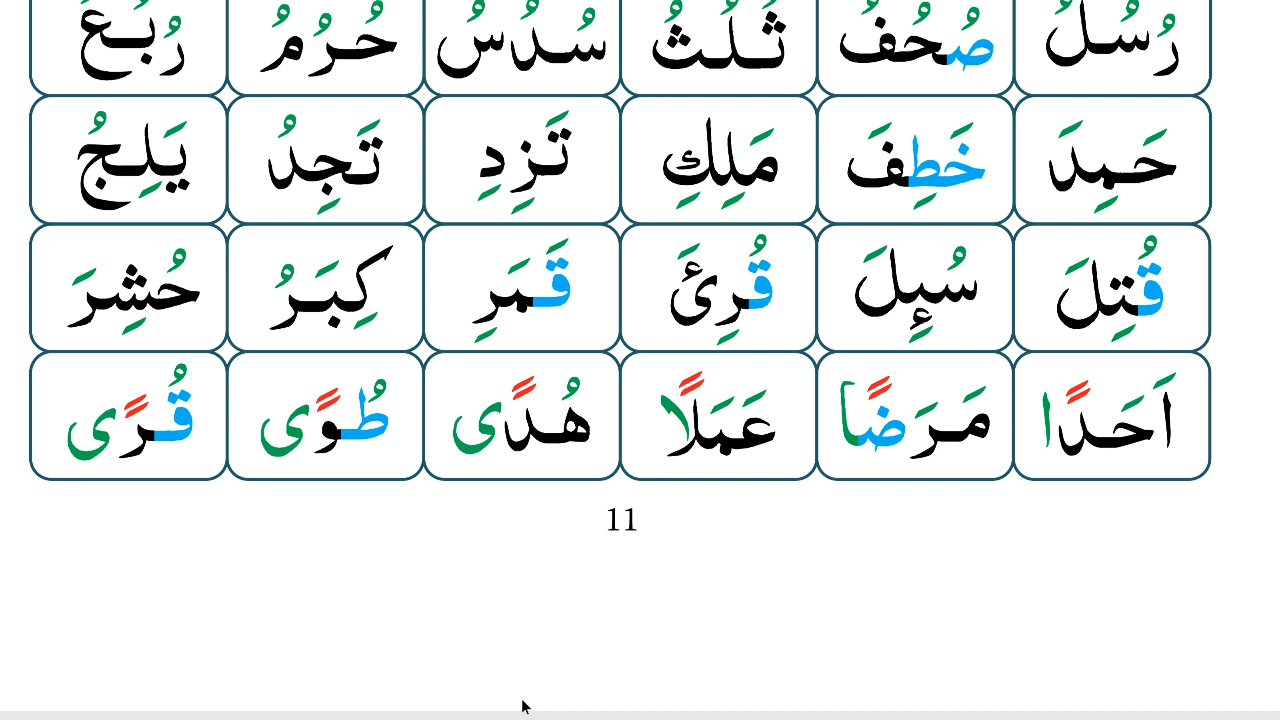 رُسُلُ صُحُفُ ثُلُثُ سُدُسُ حُرُمُ رُبُعُ
حَمِدَ خَطِفَ مَلِكِ تَزِدِ تَجِدُ يَلِجُ
قُتِلَ سُىِٕلَ قُرِئَ قَمَرِ كِبَرُ حُشِرَ
اَحَدًا مَرَضًا عَمَلًا هُدًى طُوًى قُرًى
11